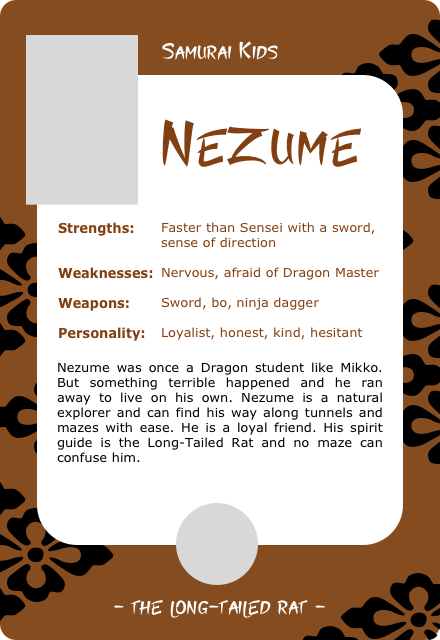 Samurai Kids
Nezume
Strengths: Faster than Sensei with a sword,
sense of direction
Weaknesses: Nervous, afraid of Dragon Master
Weapons: Sword, bo, ninja dagger
Personality: Loyalist, honest, kind, hesitant
Nezume was once a Dragon student like Mikko.
But something terrible happened and he ran
away to live on his own. Nezume is a natural
explorer and can find his way along tunnels and
mazes with ease. He is a loyal friend. His spirit
guide is the Long-Tailed Rat and no maze can
confuse him.
– THE LONG-TAILED RAT –